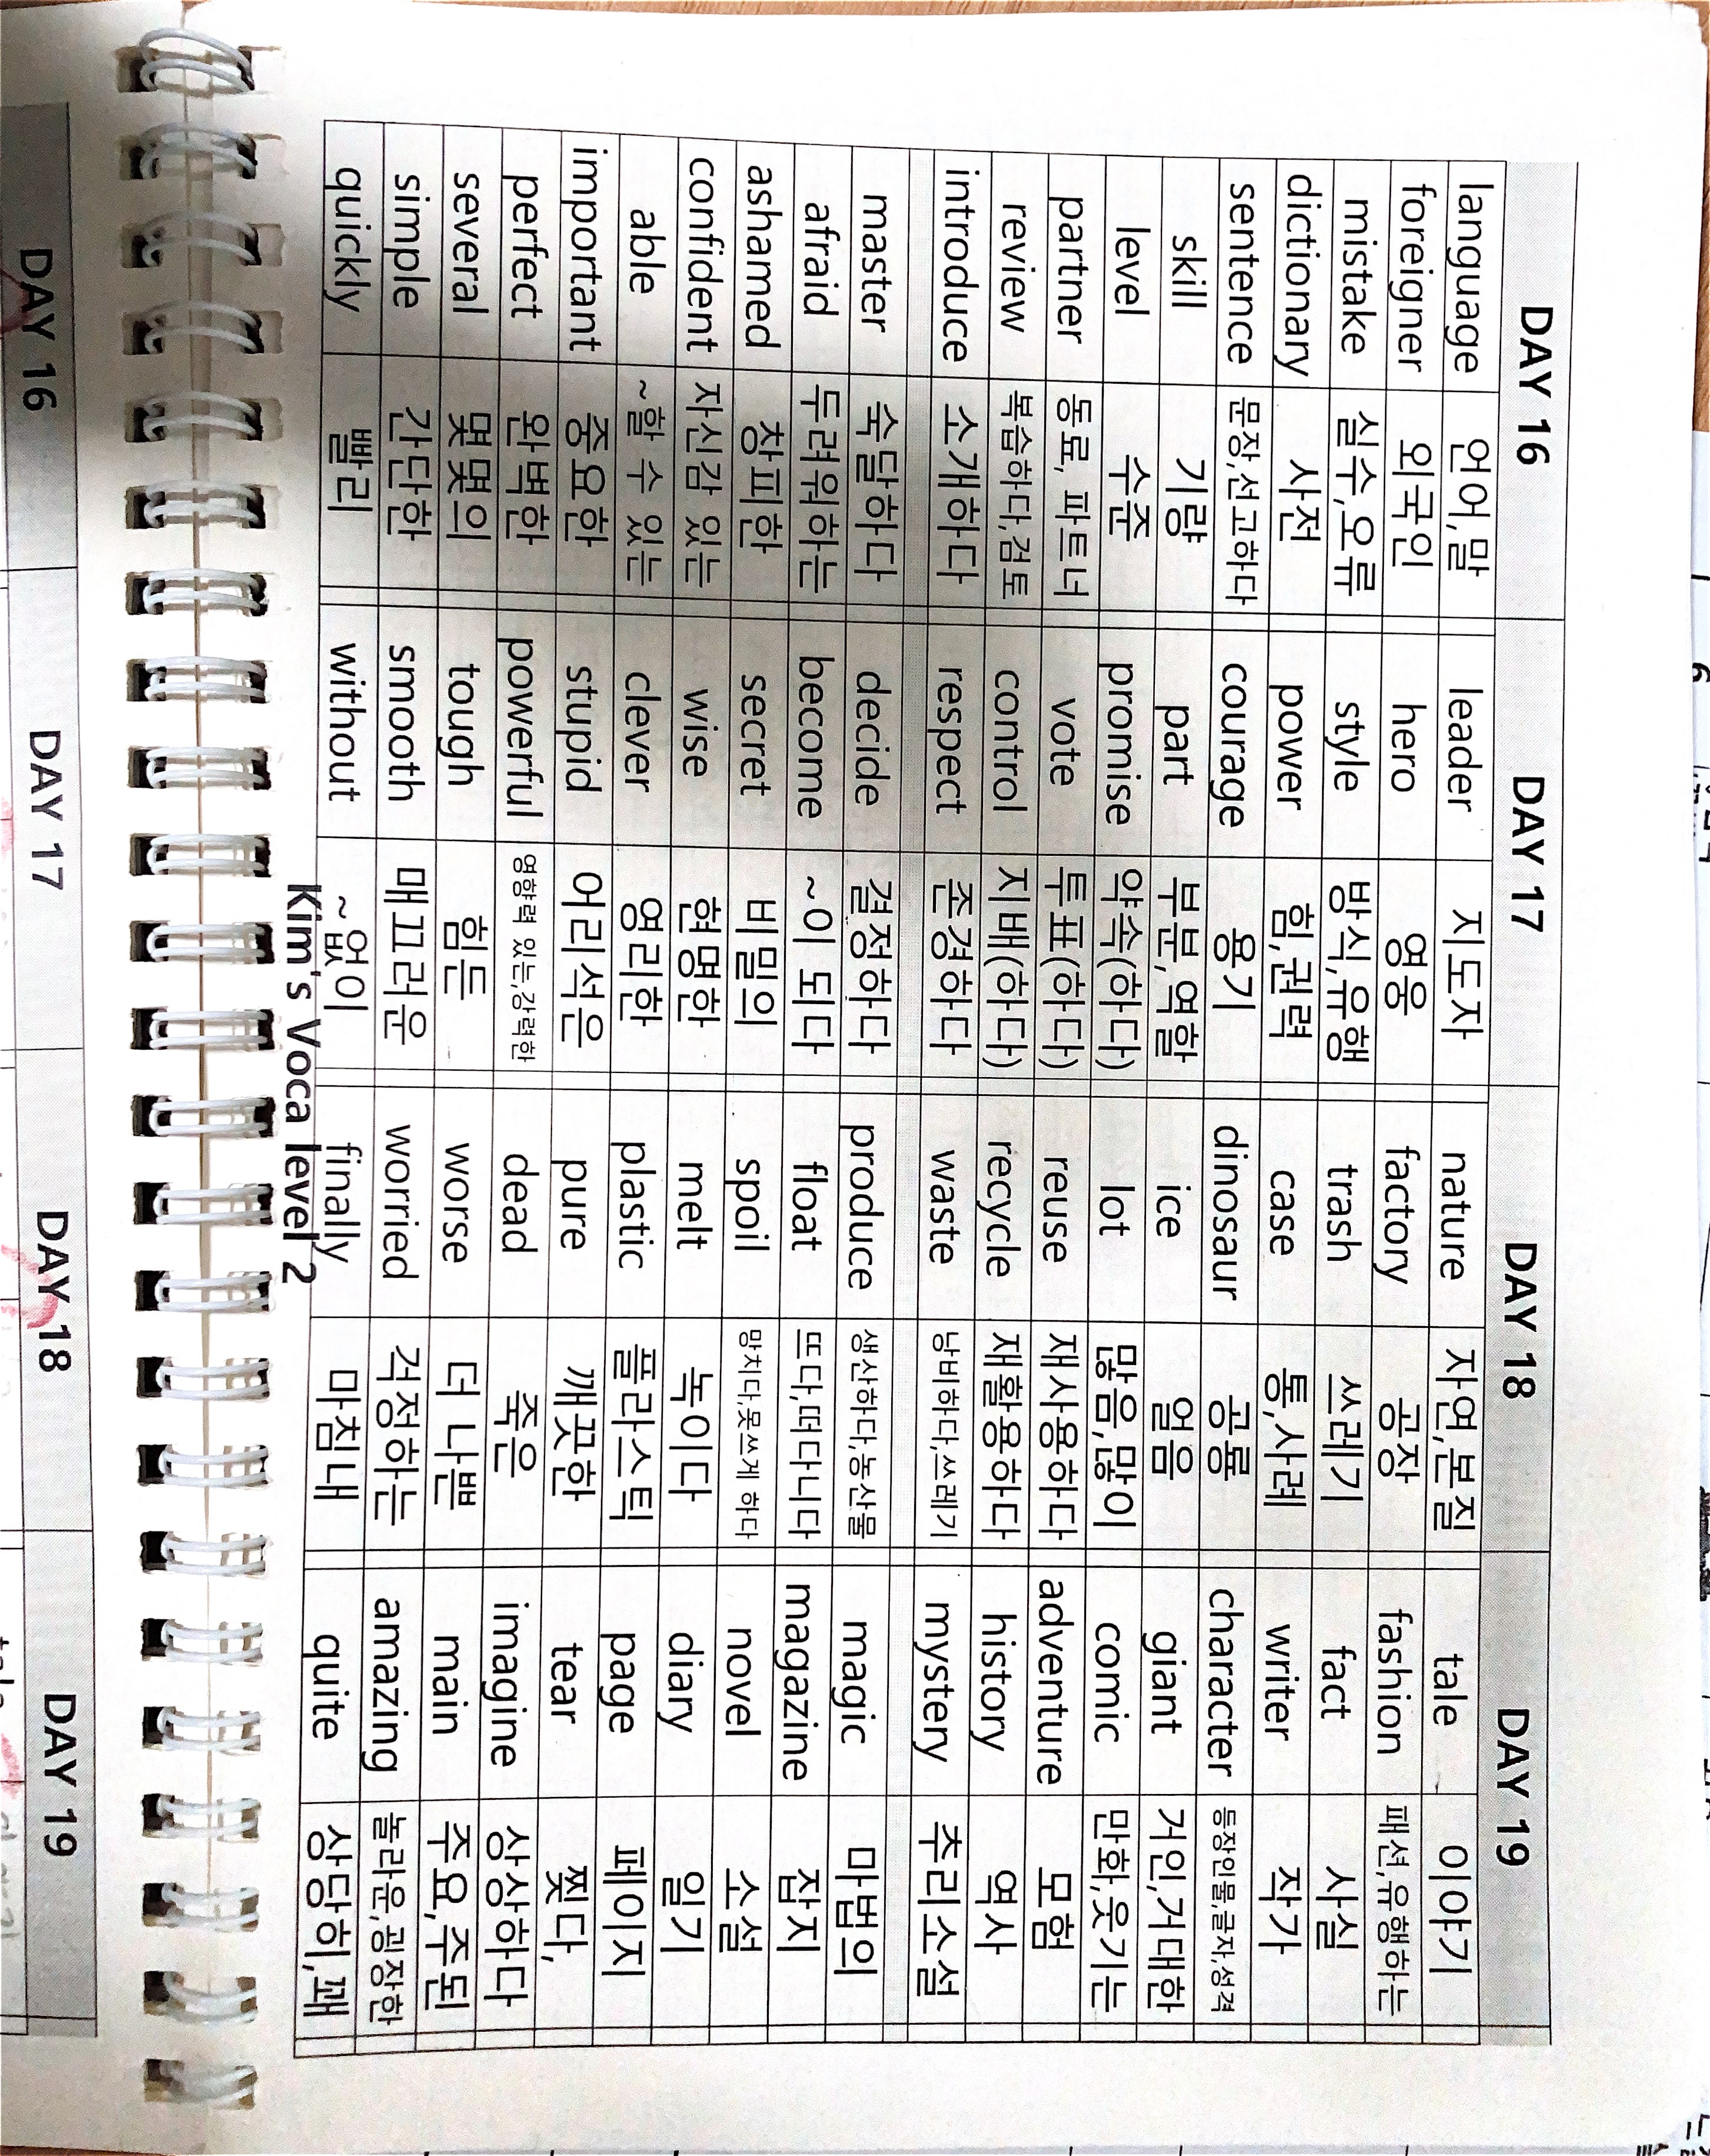 DAY 16 DAY 17 DAY 18 DAY 19
language 언어,말 leader 지도자 nature 자연,본질 tale 이야기
foreigner 외국인 hero 영웅 factory 공장 fashion 패션,유행하는
mistake 실수,오류 style 방식,유행 trash 쓰레기 fact 사실
dictionary 사전 power 힘,권력 case 통,사례 writer 작가
sentence 문장,선고하다 courage 용기 dinosaur 공룡 character 등장인물,글자,성격
skill 기량 part 부분,역할 ice 얼음 giant 거인,거대한
level 수준 promise 약속(하다) lot 많음,많이 comic 만화,웃기는
partner 동료, 파트너 vote 투표(하다) reuse 재사용하다 adventure 모험
review 복습하다,검토 control 지배(하다) recycle 재활용하다 history 역사
introduce 소개하다 respect 존경하다 waste 낭비하다,쓰레기 mystery 추리소설
master 숙달하다 decide 결정하다 produce 생산하다,농산물 magic 마법의
afraid 두려워하는 become ~이 되다 float 뜨다,떠다니다 magazine 잡지
ashamed 창피한 secret 비밀의 spoil 망치다,못쓰게 하다 novel 소설
confident 자신감 있는 wise 현명한 melt 녹이다 diary 일기
able ~할 수 있는 clever 영리한 plastic 플라스틱 page 페이지
important 중요한 stupid 어리석은 pure 깨끗한 tear 찢다,
perfect 완벽한 powerful 영향력 있는,강력한 dead 죽은 imagine 상상하다
several 몇몇의 tough 힘든 worse 더 나쁜 main 주요,주된
simple 간단한 smooth 매끄러운 worried 걱정하는 amazing 놀라운,굉장한
quickly 빨리 without ~없이 finally 마침내 quite 상당히,꽤
Kim's Voca level 2
DAY 16 DAY 17 DAY 18 DAY 19